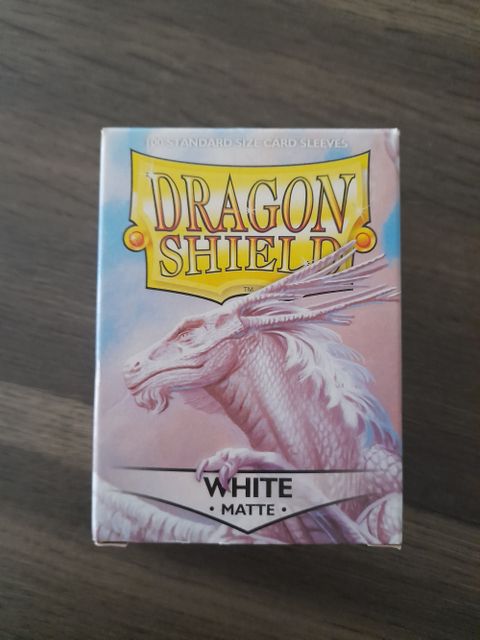 100 STANDARD SIZE CARD SLEEVES
DRAGON
SHIELD
TM
WHITE
• MATTE •